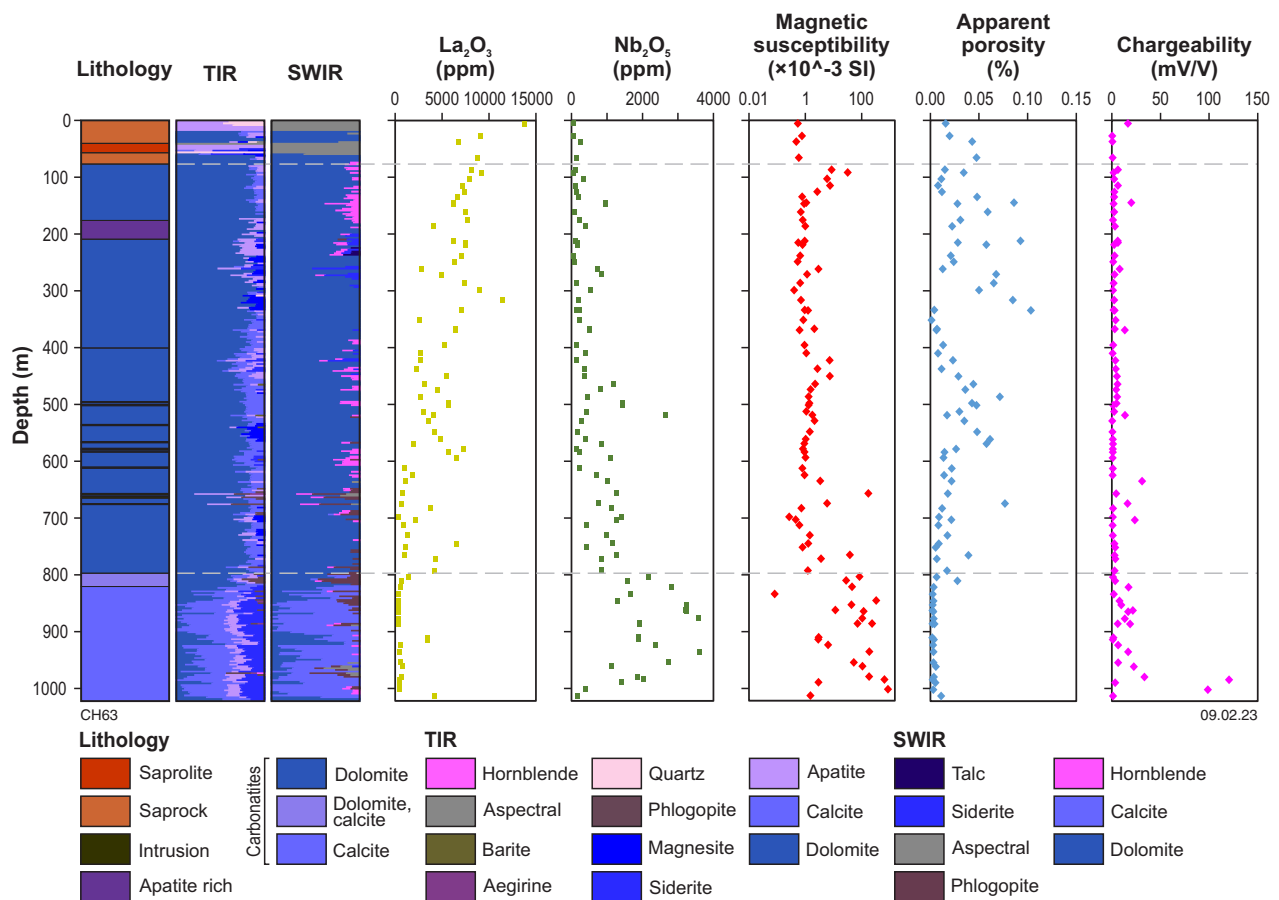 Lithology
TIR
SWIR
La₂O₃
(ppm)
Nb₂O₅
(ppm)
Magnetic
susceptibility
(×10^-3 SI)
Apparent
porosity
(%)
Chargeability
(mV/V)
0 5000 10000 15000
0 2000 4000
0.01 1 100
0.00 0.05 0.10 0.15
0 50 100 150
Depth (m)
0
100
200
300
400
500
600
700
800
900
1000
CH63
09.02.23
Lithology
Saprolite
Saprock
Intrusion
Apatite rich
Carbonatites
Dolomite
Dolomite,
calcite
Calcite
TIR
Hornblende
Aspectral
Barite
Aegirine
Quartz
Phlogopite
Magnesite
Siderite
Apatite
Calcite
Dolomite
SWIR
Talc
Siderite
Aspectral
Phlogopite
Hornblende
Calcite
Dolomite